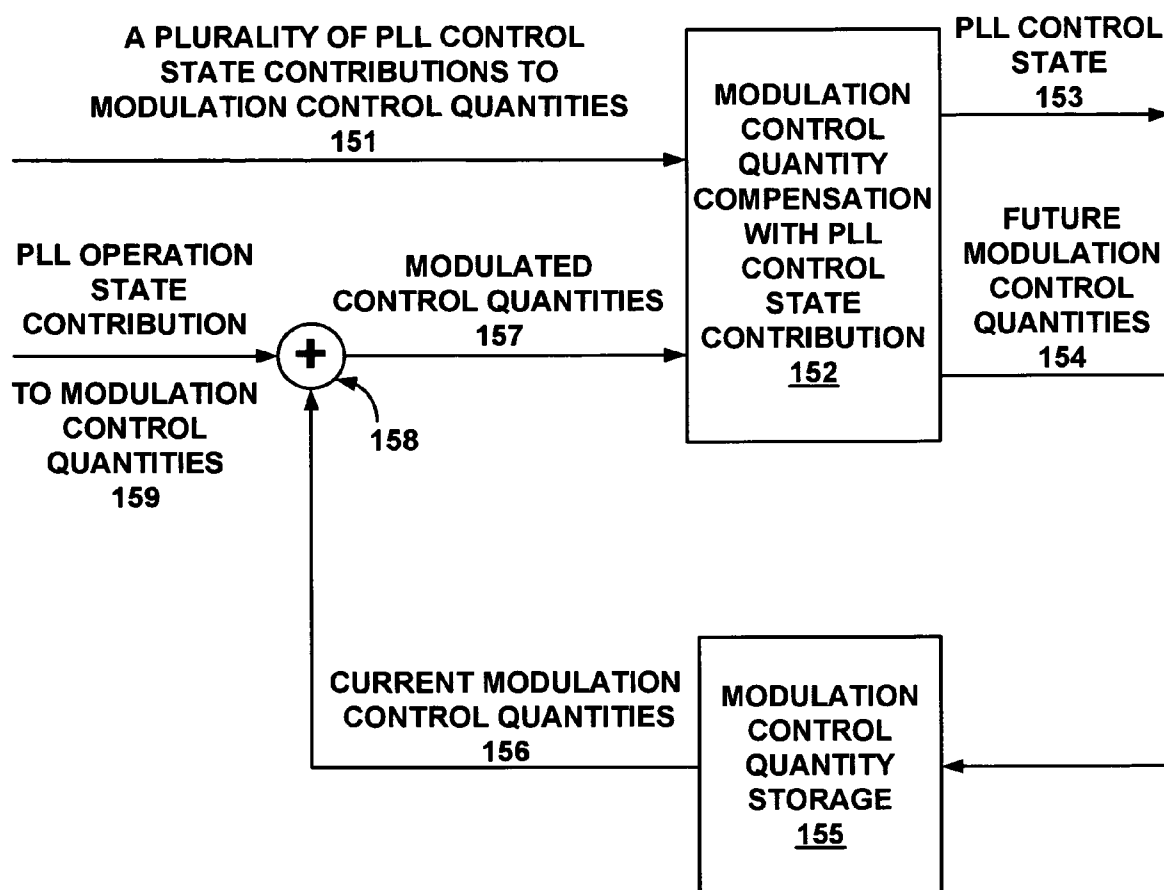 A PLURALITY OF PLL CONTROL
STATE CONTRIBUTIONS TO
MODULATION CONTROL QUANTITIES
151
MODULATION
CONTROL
QUANTITY
COMPENSATION
WITH PLL
CONTROL
STATE
CONTRIBUTION
152
PLL CONTROL
STATE
153
FUTURE
MODULATION
CONTROL
QUANTITIES
154
PLL OPERATION
STATE
CONTRIBUTION
TO MODULATION
CONTROL
QUANTITIES
159
+
158
MODULATED
CONTROL QUANTITIES
157
CURRENT MODULATION
CONTROL QUANTITIES
156
MODULATION
CONTROL
QUANTITY
STORAGE
155